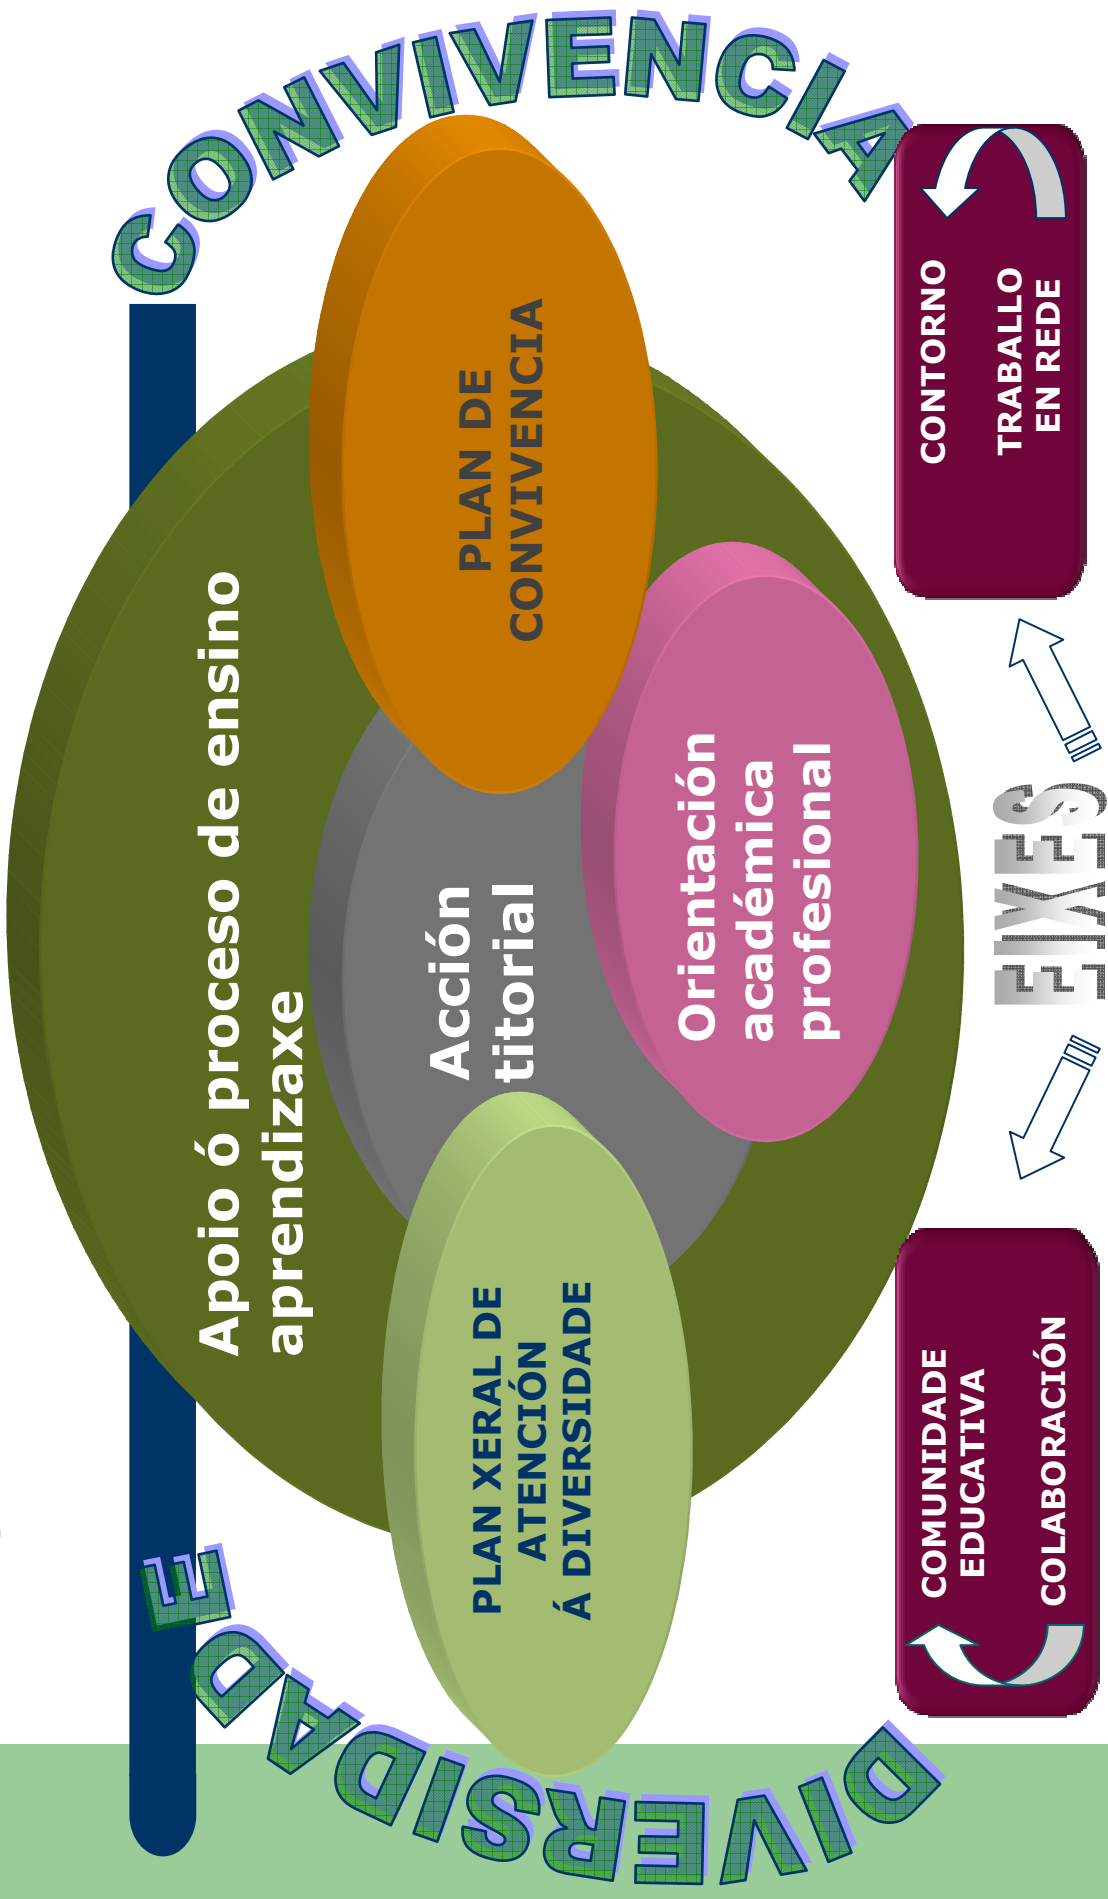 DIVERSIDADE
CONVIVENCIA
Apoio ó proceso de ensino
aprendizaxe
PLAN XERAL DE
ATENCIÓN
Á DIVERSIDADE
Acción
titorial
PLAN DE
CONVIVENCIA
Orientación
académica
profesional
COMUNIDADE
EDUCATIVA
COLABORACIÓN
EIXES
CONTORNO
TRABALLO
EN REDE